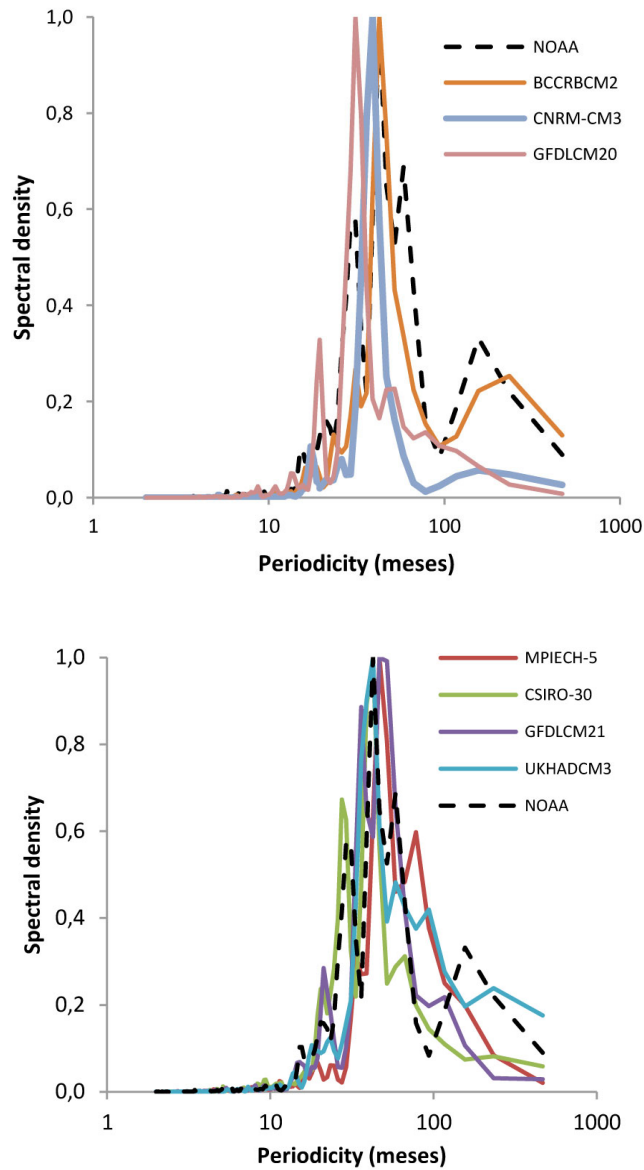 1,0
0,8
0,6
0,4
0,2
0,0
Spectral density
NOAA
BCCRBCM2
CNRM-CM3
GFDLCM20
1
10
100
1000
Periodicity (meses)
1,0
0,8
0,6
0,4
0,2
0,0
Spectral density
MPIECH-5
CSIRO-30
GFDLCM21
UKHADCM3
NOAA
1
10
100
1000
Periodicity (meses)